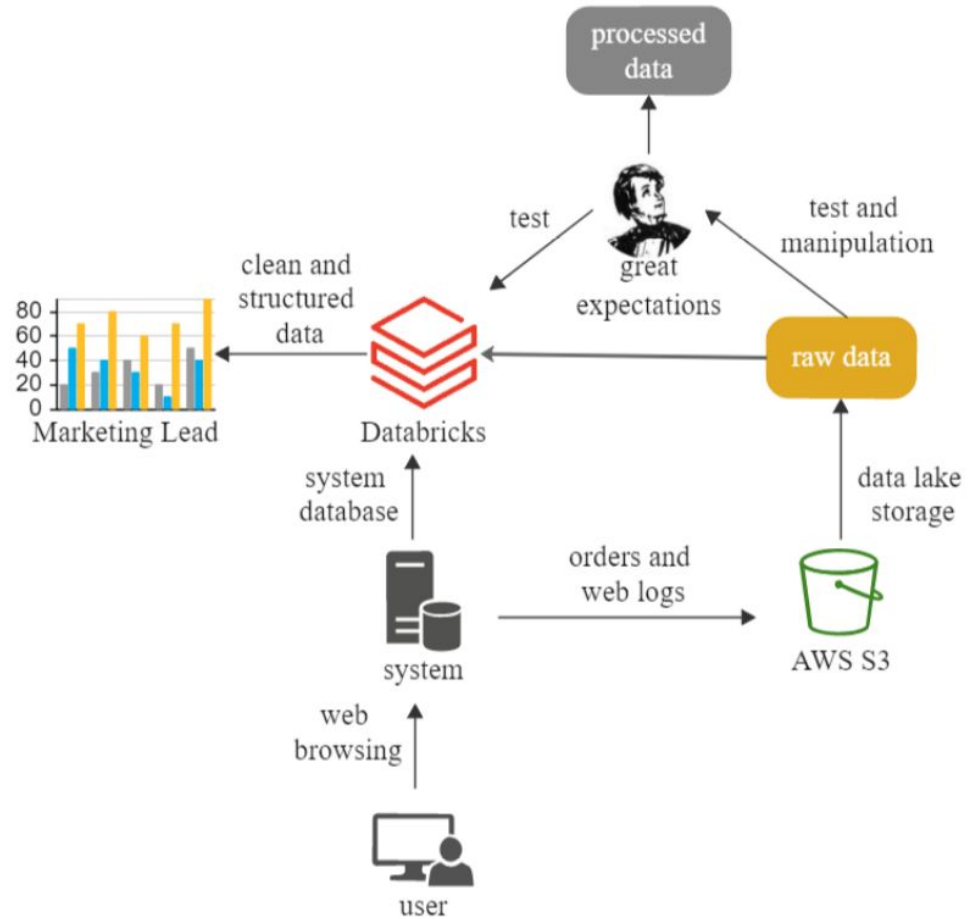 processed
data
test
test and
manipulation
great
expectations
clean and
structured
data
80
60
40
20
0
Marketing Lead
Databricks
raw data
system
database
data lake
storage
orders and
web logs
system
AWS S3
web
browsing
user